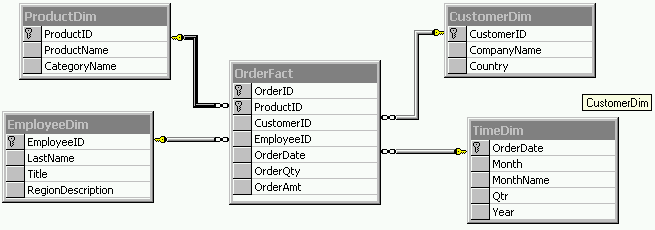 ProductDim
ProductID
ProductName
CategoryName
CustomerDim
CustomerID
CompanyName
Country
OrderFact
OrderID
ProductID
CustomerID
EmployeeID
OrderDate
OrderQty
OrderAmt
CustomerDim
EmployeeDim
EmployeeID
LastName
Title
RegionDescription
TimeDim
OrderDate
Month
MonthName
Qtr
Year